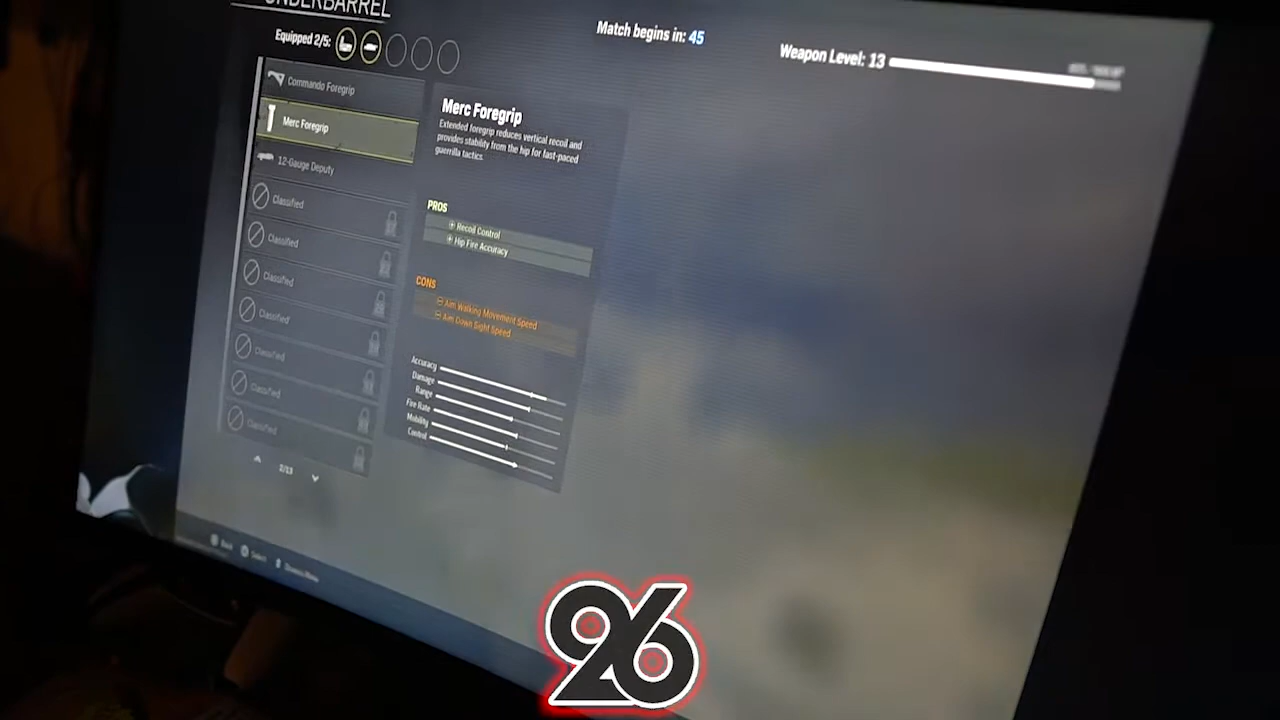 UNDERBARREL
Equipped 2/5:
Match begins in: 45
Weapon Level: 13
Commando Foregrip
Merc Foregrip
12-Gauge Deputy
Classified
Classified
Classified
Classified
Classified
Classified
Classified
2/13
Merc Foregrip
Extended foregrip reduces vertical recoil and
provides stability from the hip for fast-paced
guerrilla tactics.
PROS
Recoil Control
Hip Fire Accuracy
CONS
Aim Walking Movement Speed
Aim Down Sight Speed
Accuracy
Damage
Range
Fire Rate
Mobility
Control
Back
Select
96